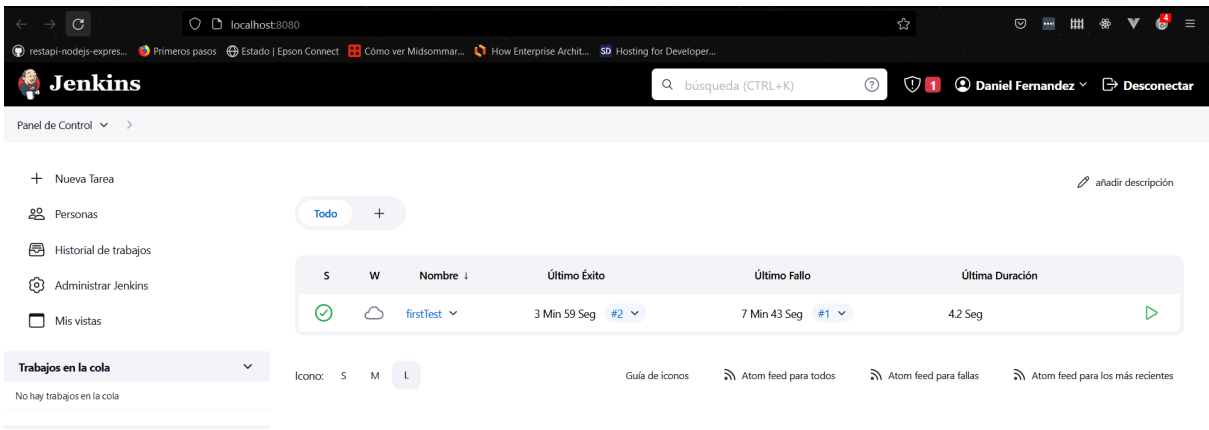 localhost:8080
restapi-nodejs-expres... Primeros pasos Estado | Epson Connect Cómo ver Midsommar... How Enterprise Archit... SD Hosting for Developer...
4
Jenkins
búsqueda (CTRL+K)
1
Daniel Fernandez
Desconectar
Panel de Control
Nueva Tarea
añadir descripción
Personas
Todo +
Historial de trabajos
Administrar Jenkins
Mis vistas
S W Nombre ↓ Último Éxito Último Fallo Última Duración
firstTest 3 Min 59 Seg #2 7 Min 43 Seg #1 4.2 Seg
Trabajos en la cola
No hay trabajos en la cola
Icono: S M L Guía de iconos Atom feed para todos Atom feed para fallas Atom feed para los más recientes